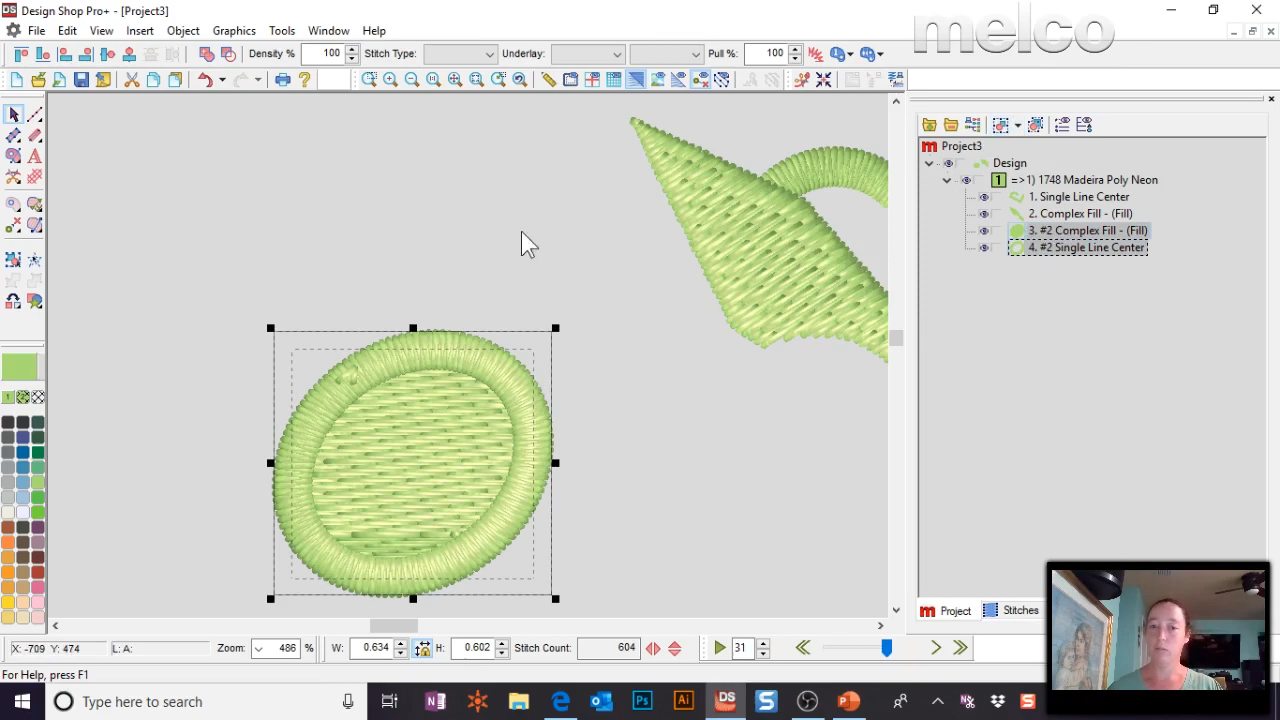 Design Shop Pro+ - [Project3]
File Edit View Insert Object Graphics Tools Window Help
melco
Density % 100 Stitch Type: Underlay: Pull % 100
Project3
Design
1 =>1) 1748 Madeira Poly Neon
1. Single Line Center
2. Complex Fill - (Fill)
3. #2 Complex Fill - (Fill)
4. #2 Single Line Center
1 2
Project Stitches
X: -709 Y: 474 L: A: Zoom: 486 % W: 0.634 H: 0.602 Stitch Count: 604 31
For Help, press F1
Type here to search